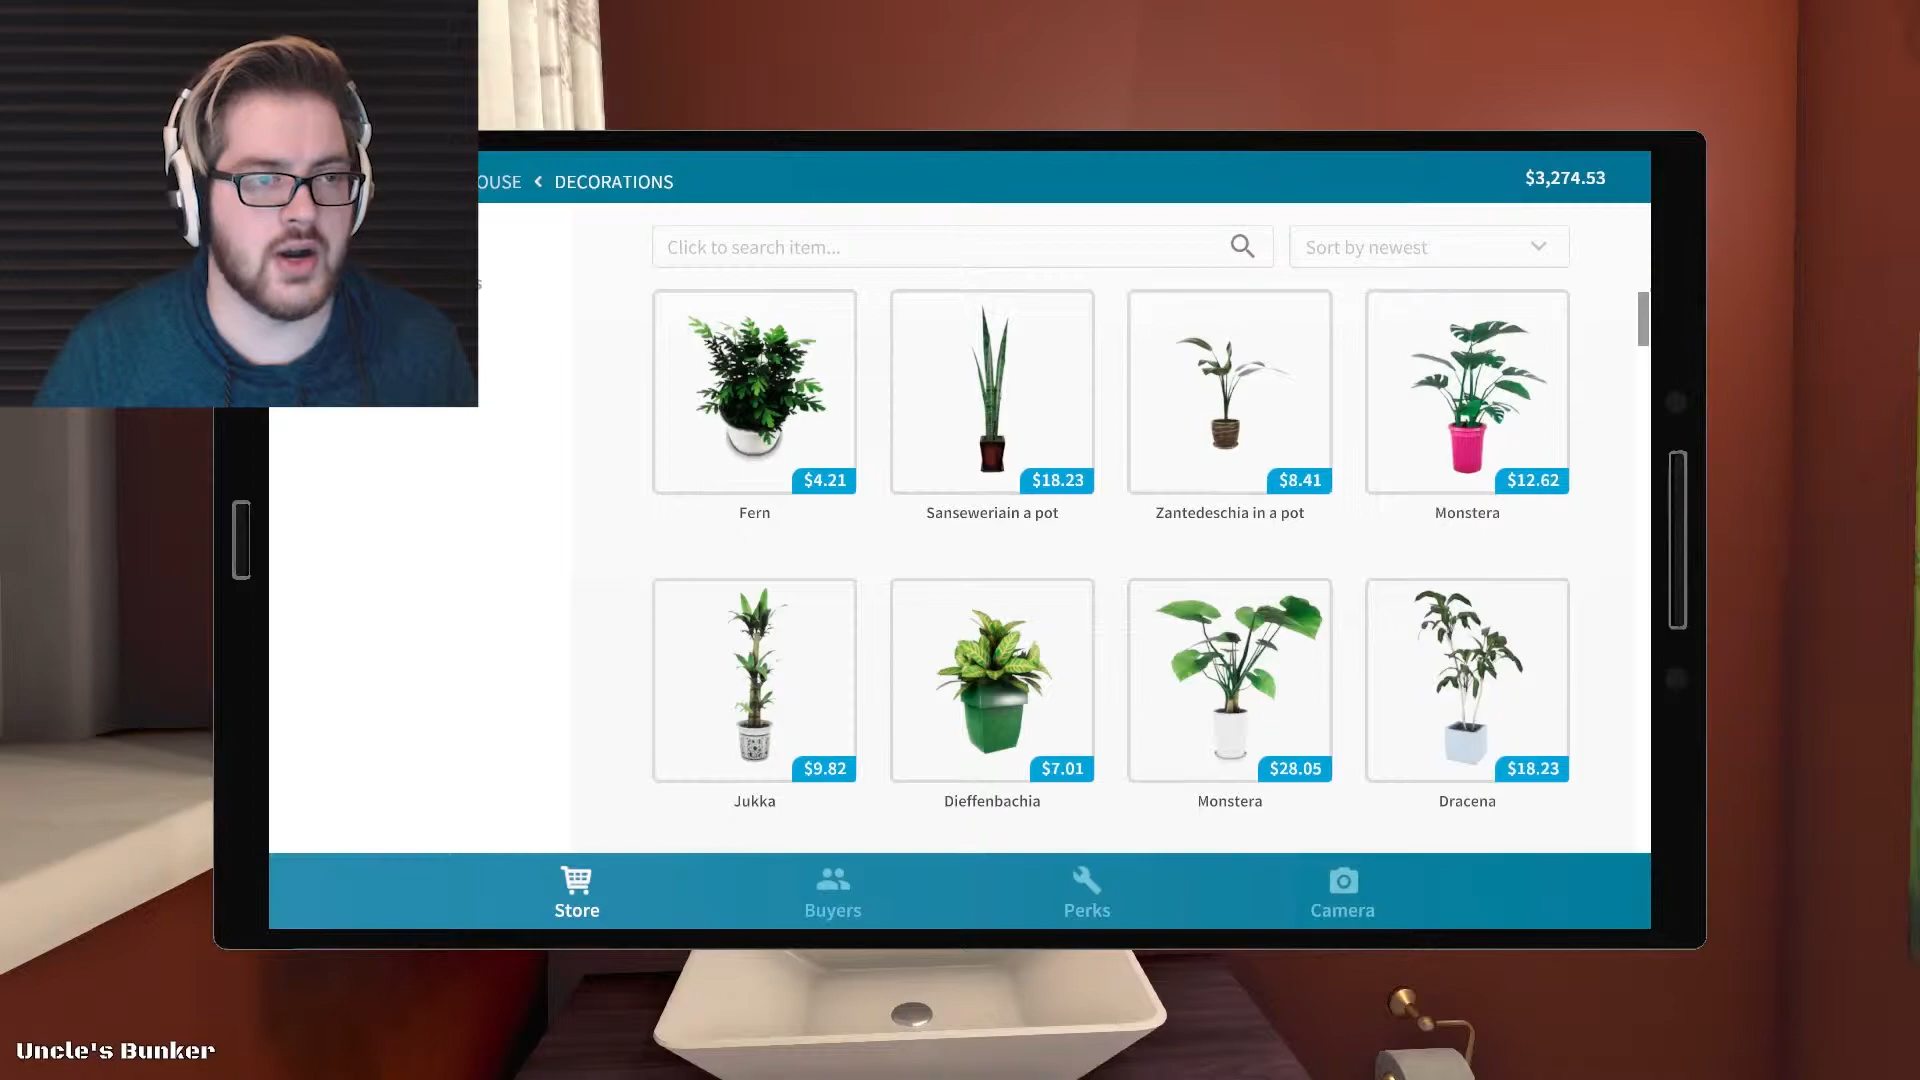 OUSE < DECORATIONS
$3,274.53
Click to search item...
Sort by newest
$4.21
$18.23
$8.41
$12.62
Fern
Sanseweriain a pot
Zantedeschia in a pot
Monstera
$9.82
$7.01
$28.05
$18.23
Jukka
Dieffenbachia
Monstera
Dracena
Store
Buyers
Perks
Camera
Uncle's Bunker